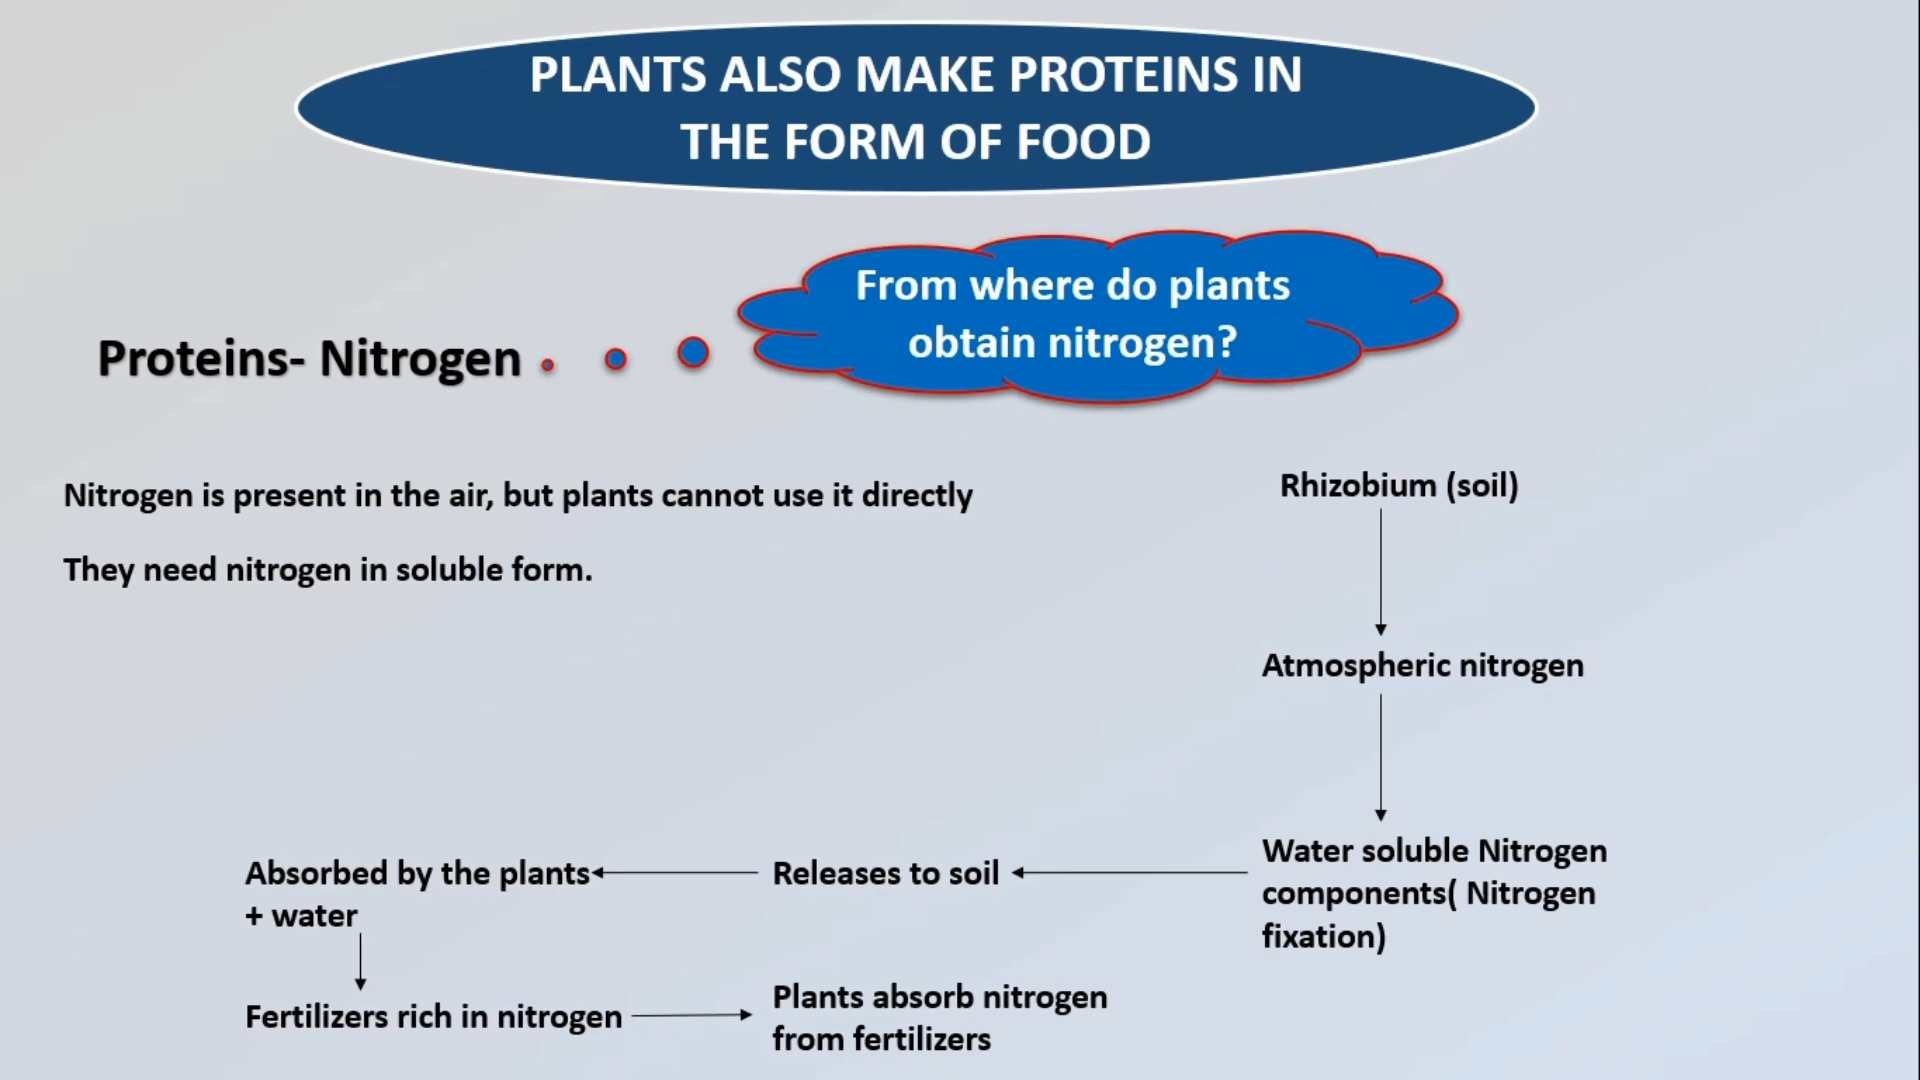 PLANTS ALSO MAKE PROTEINS IN
THE FORM OF FOOD
From where do plants
obtain nitrogen?
Proteins- Nitrogen
Nitrogen is present in the air, but plants cannot use it directly
They need nitrogen in soluble form.
Rhizobium (soil)
Atmospheric nitrogen
Water soluble Nitrogen
components( Nitrogen
fixation)
Releases to soil
Absorbed by the plants
+ water
Fertilizers rich in nitrogen
Plants absorb nitrogen
from fertilizers